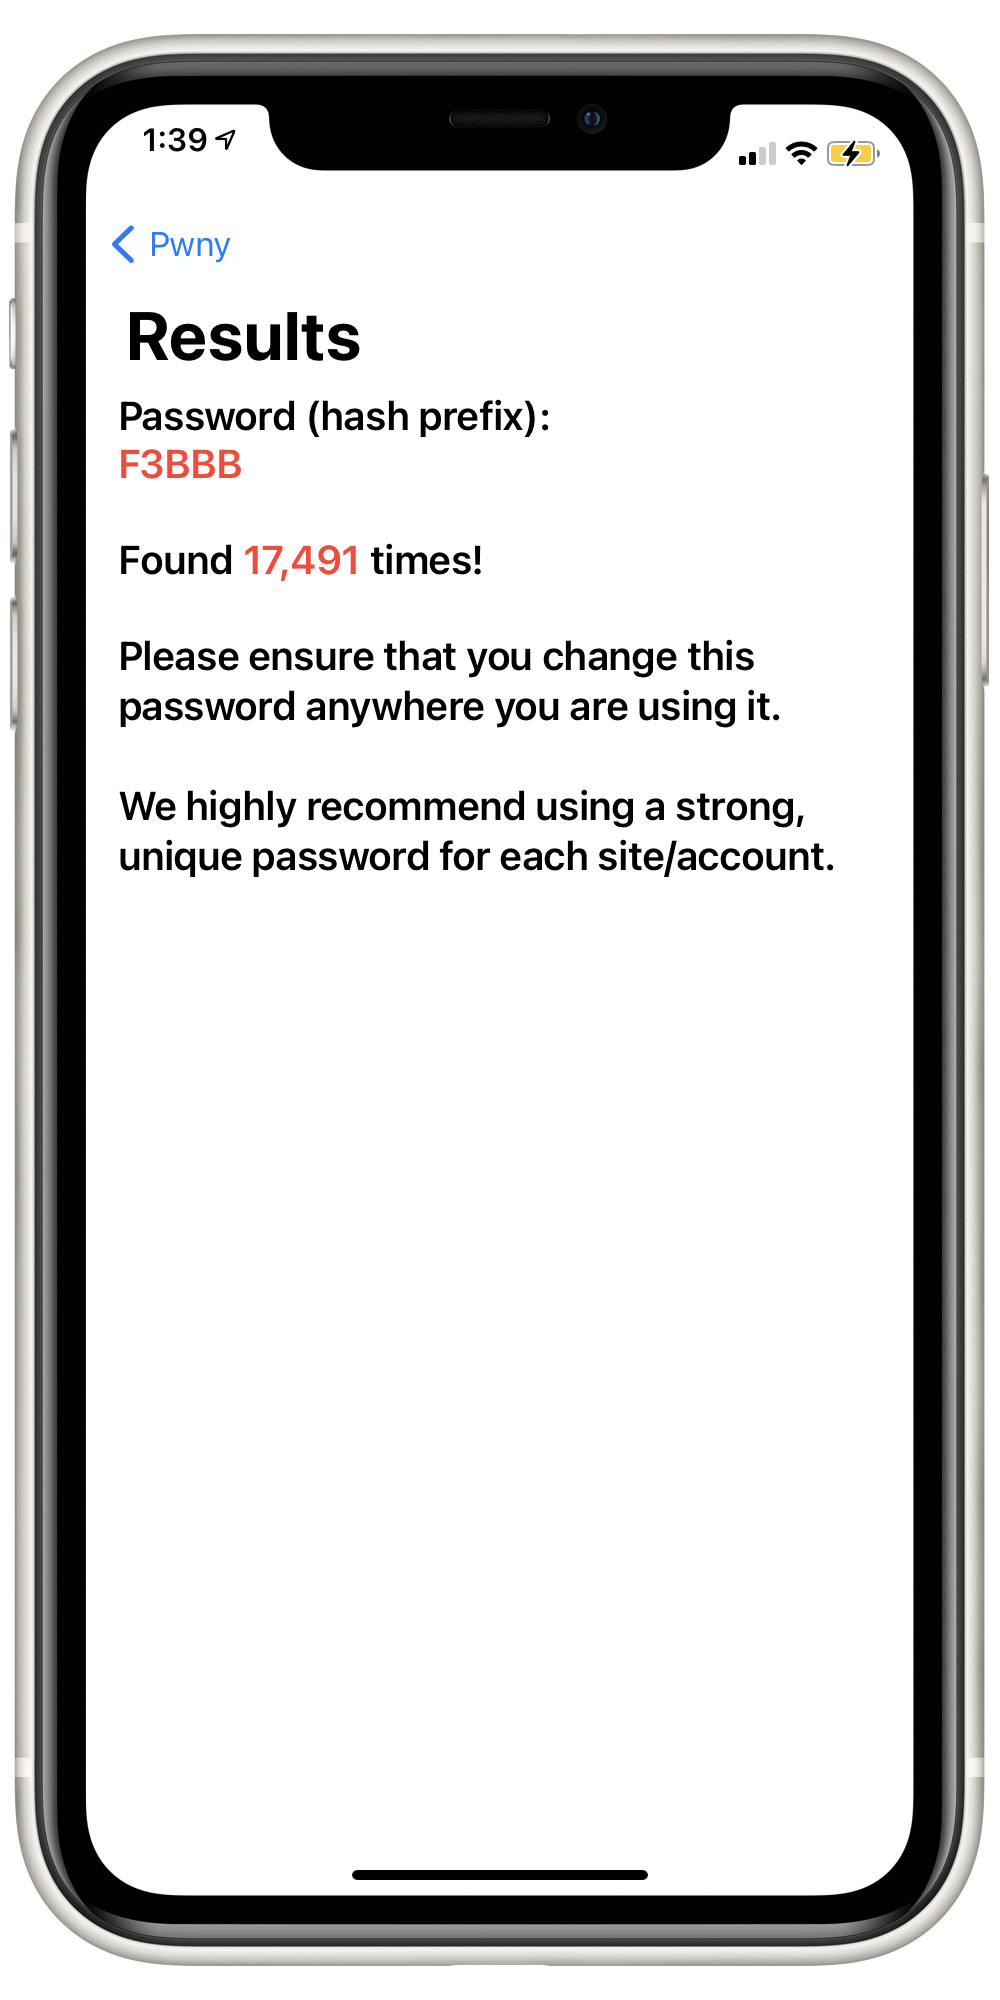 1:39
Pwny
Results
Password (hash prefix):
F3BBB
Found 17,491 times!
Please ensure that you change this
password anywhere you are using it.
We highly recommend using a strong,
unique password for each site/account.